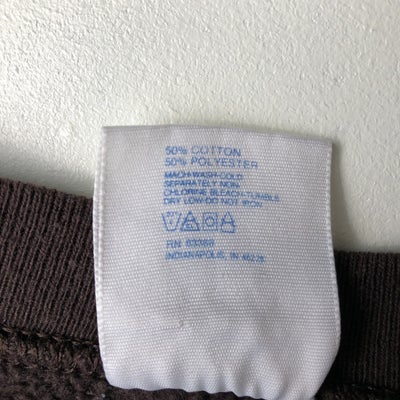 50% COTTON
50% POLYESTER
MACH-WASH-COLD
SEPARATELY-NON-
CHLORINE BLEACH-TUMBLE
DRY LOW-DO NOT IRON
RN 63368
INDIANAPOLIS, IN 46226